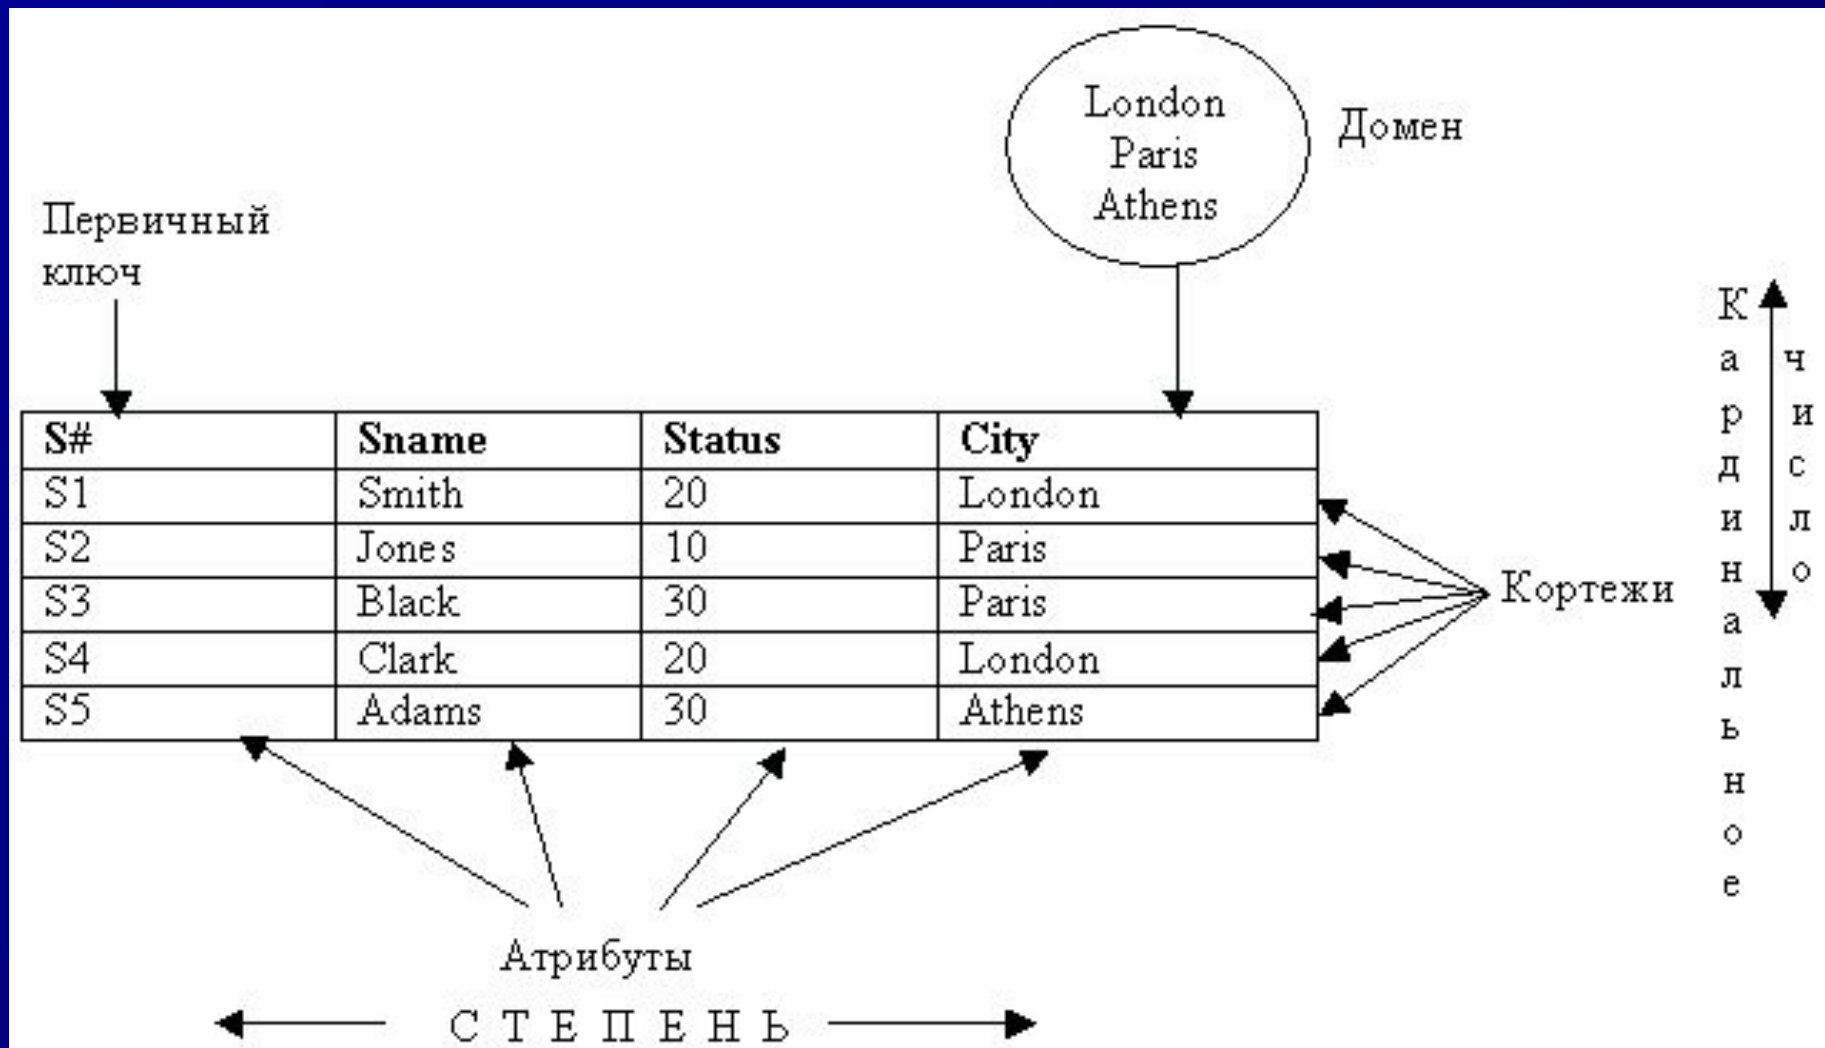 London
Paris
Athens
Домен
Первичный
ключ
S# Sname Status City
S1 Smith 20 London
S2 Jones 10 Paris
S3 Black 30 Paris
S4 Clark 20 London
S5 Adams 30 Athens
Кортежи
Кардинальное
число
Атрибуты
С Т Е П Е Н Ь